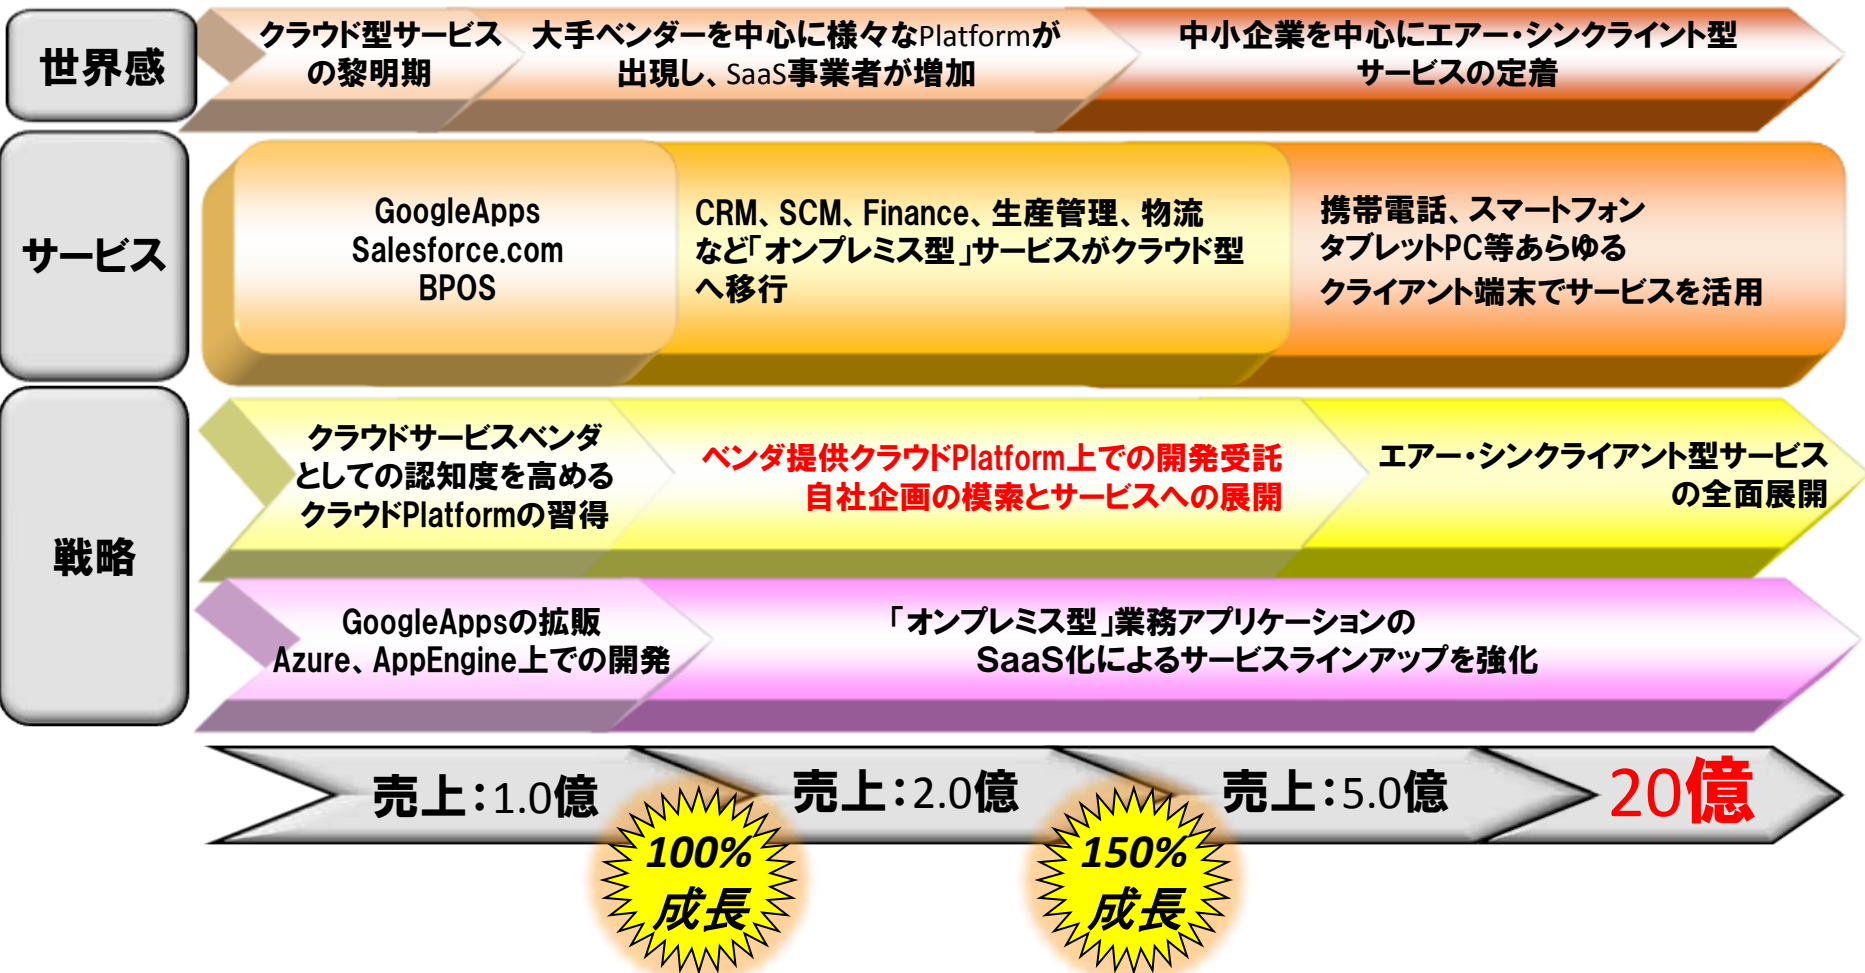 世界感
クラウド型サービス
の黎明期
大手ベンダーを中心に様々なPlatformが
出現し、SaaS事業者が増加
中小企業を中心にエアー・シンクライント型
サービスの定着
サービス
GoogleApps
Salesforce.com
BPOS
CRM、SCM、Finance、生産管理、物流
など「オンプレミス型」サービスがクラウド型
へ移行
携帯電話、スマートフォン
タブレットPC等あらゆる
クライアント端末でサービスを活用
戦略
クラウドサービスベンダ
としての認知度を高める
クラウドPlatformの習得
ベンダ提供クラウドPlatform上での開発受託
自社企画の模索とサービスへの展開
エアー・シンクライアント型サービス
の全面展開
GoogleAppsの拡販
Azure、AppEngine上での開発
「オンプレミス型」業務アプリケーションの
SaaS化によるサービスラインアップを強化
売上：1.0億
売上：2.0億
売上：5.0億
20億
100%
成長
150%
成長